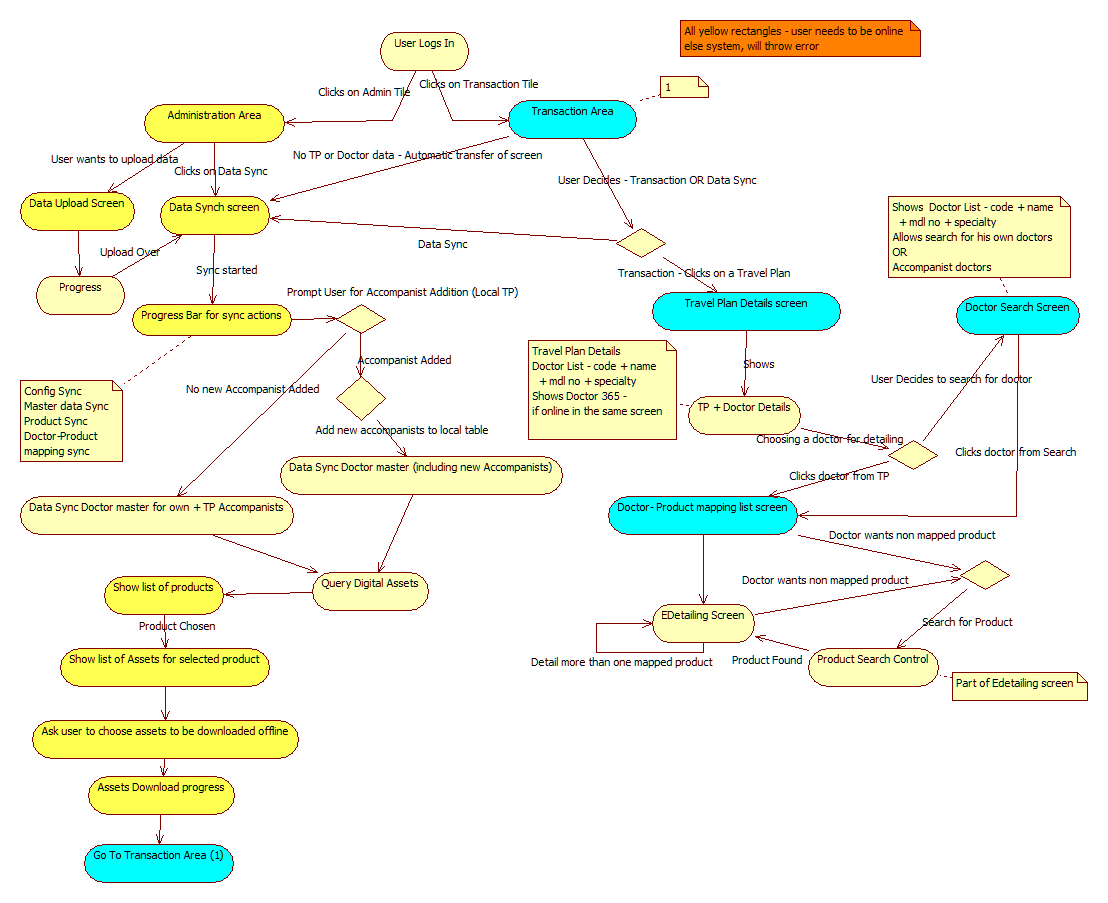 All yellow rectangles - user needs to be online
else system, will throw error
User Logs In
1
Clicks on Admin Tile
Clicks on Transaction Tile
Administration Area
Transaction Area
User wants to upload data
Clicks on Data Sync
No TP or Doctor data - Automatic transfer of screen
User Decides - Transaction OR Data Sync
Data Upload Screen
Data Synch screen
Shows  Doctor List - code + name
+ mdl no + specialty
Allows search for his own doctors
OR
Accompanist doctors
Data Sync
Upload Over
Sync started
Transaction - Clicks on a Travel Plan
Progress
Prompt User for Accompanist Addition (Local TP)
Travel Plan Details screen
Doctor Search Screen
Progress Bar for sync actions
Travel Plan Details
Doctor List - code + name
+ mdl no + specialty
Shows Doctor 365 -
if online in the same screen
Shows
Accompanist Added
No new Accompanist Added
User Decides to search for doctor
Config Sync
Master data Sync
Product Sync
Doctor-Product
mapping sync
TP + Doctor Details
Add new accompanists to local table
Choosing a doctor for detailing
Clicks doctor from Search
Data Sync Doctor master (including new Accompanists)
Clicks doctor from TP
Data Sync Doctor master for own + TP Accompanists
Doctor- Product mapping list screen
Doctor wants non mapped product
Query Digital Assets
Doctor wants non mapped product
Show list of products
EDetailing Screen
Search for Product
Product Chosen
Detail more than one mapped product
Product Found
Product Search Control
Show list of Assets for selected product
Part of Edetailing screen
Ask user to choose assets to be downloaded offline
Assets Download progress
Go To Transaction Area (1)